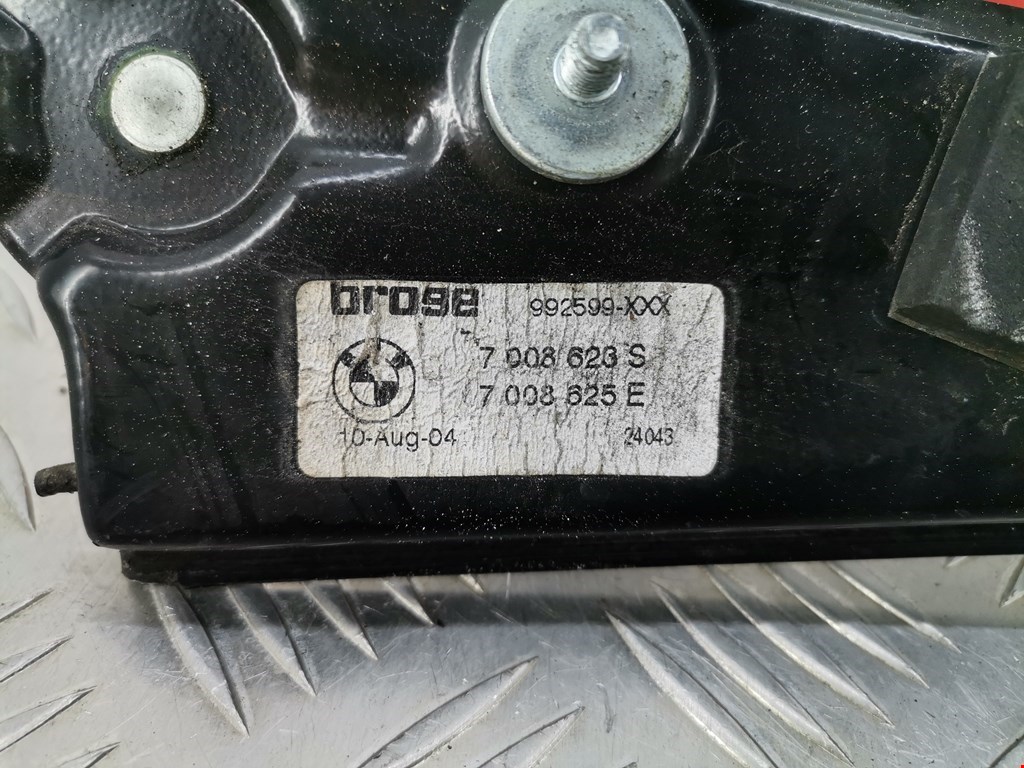 brose 992599-XXX
7 008 623 S
7 008 625 E
10-Aug-04 24043